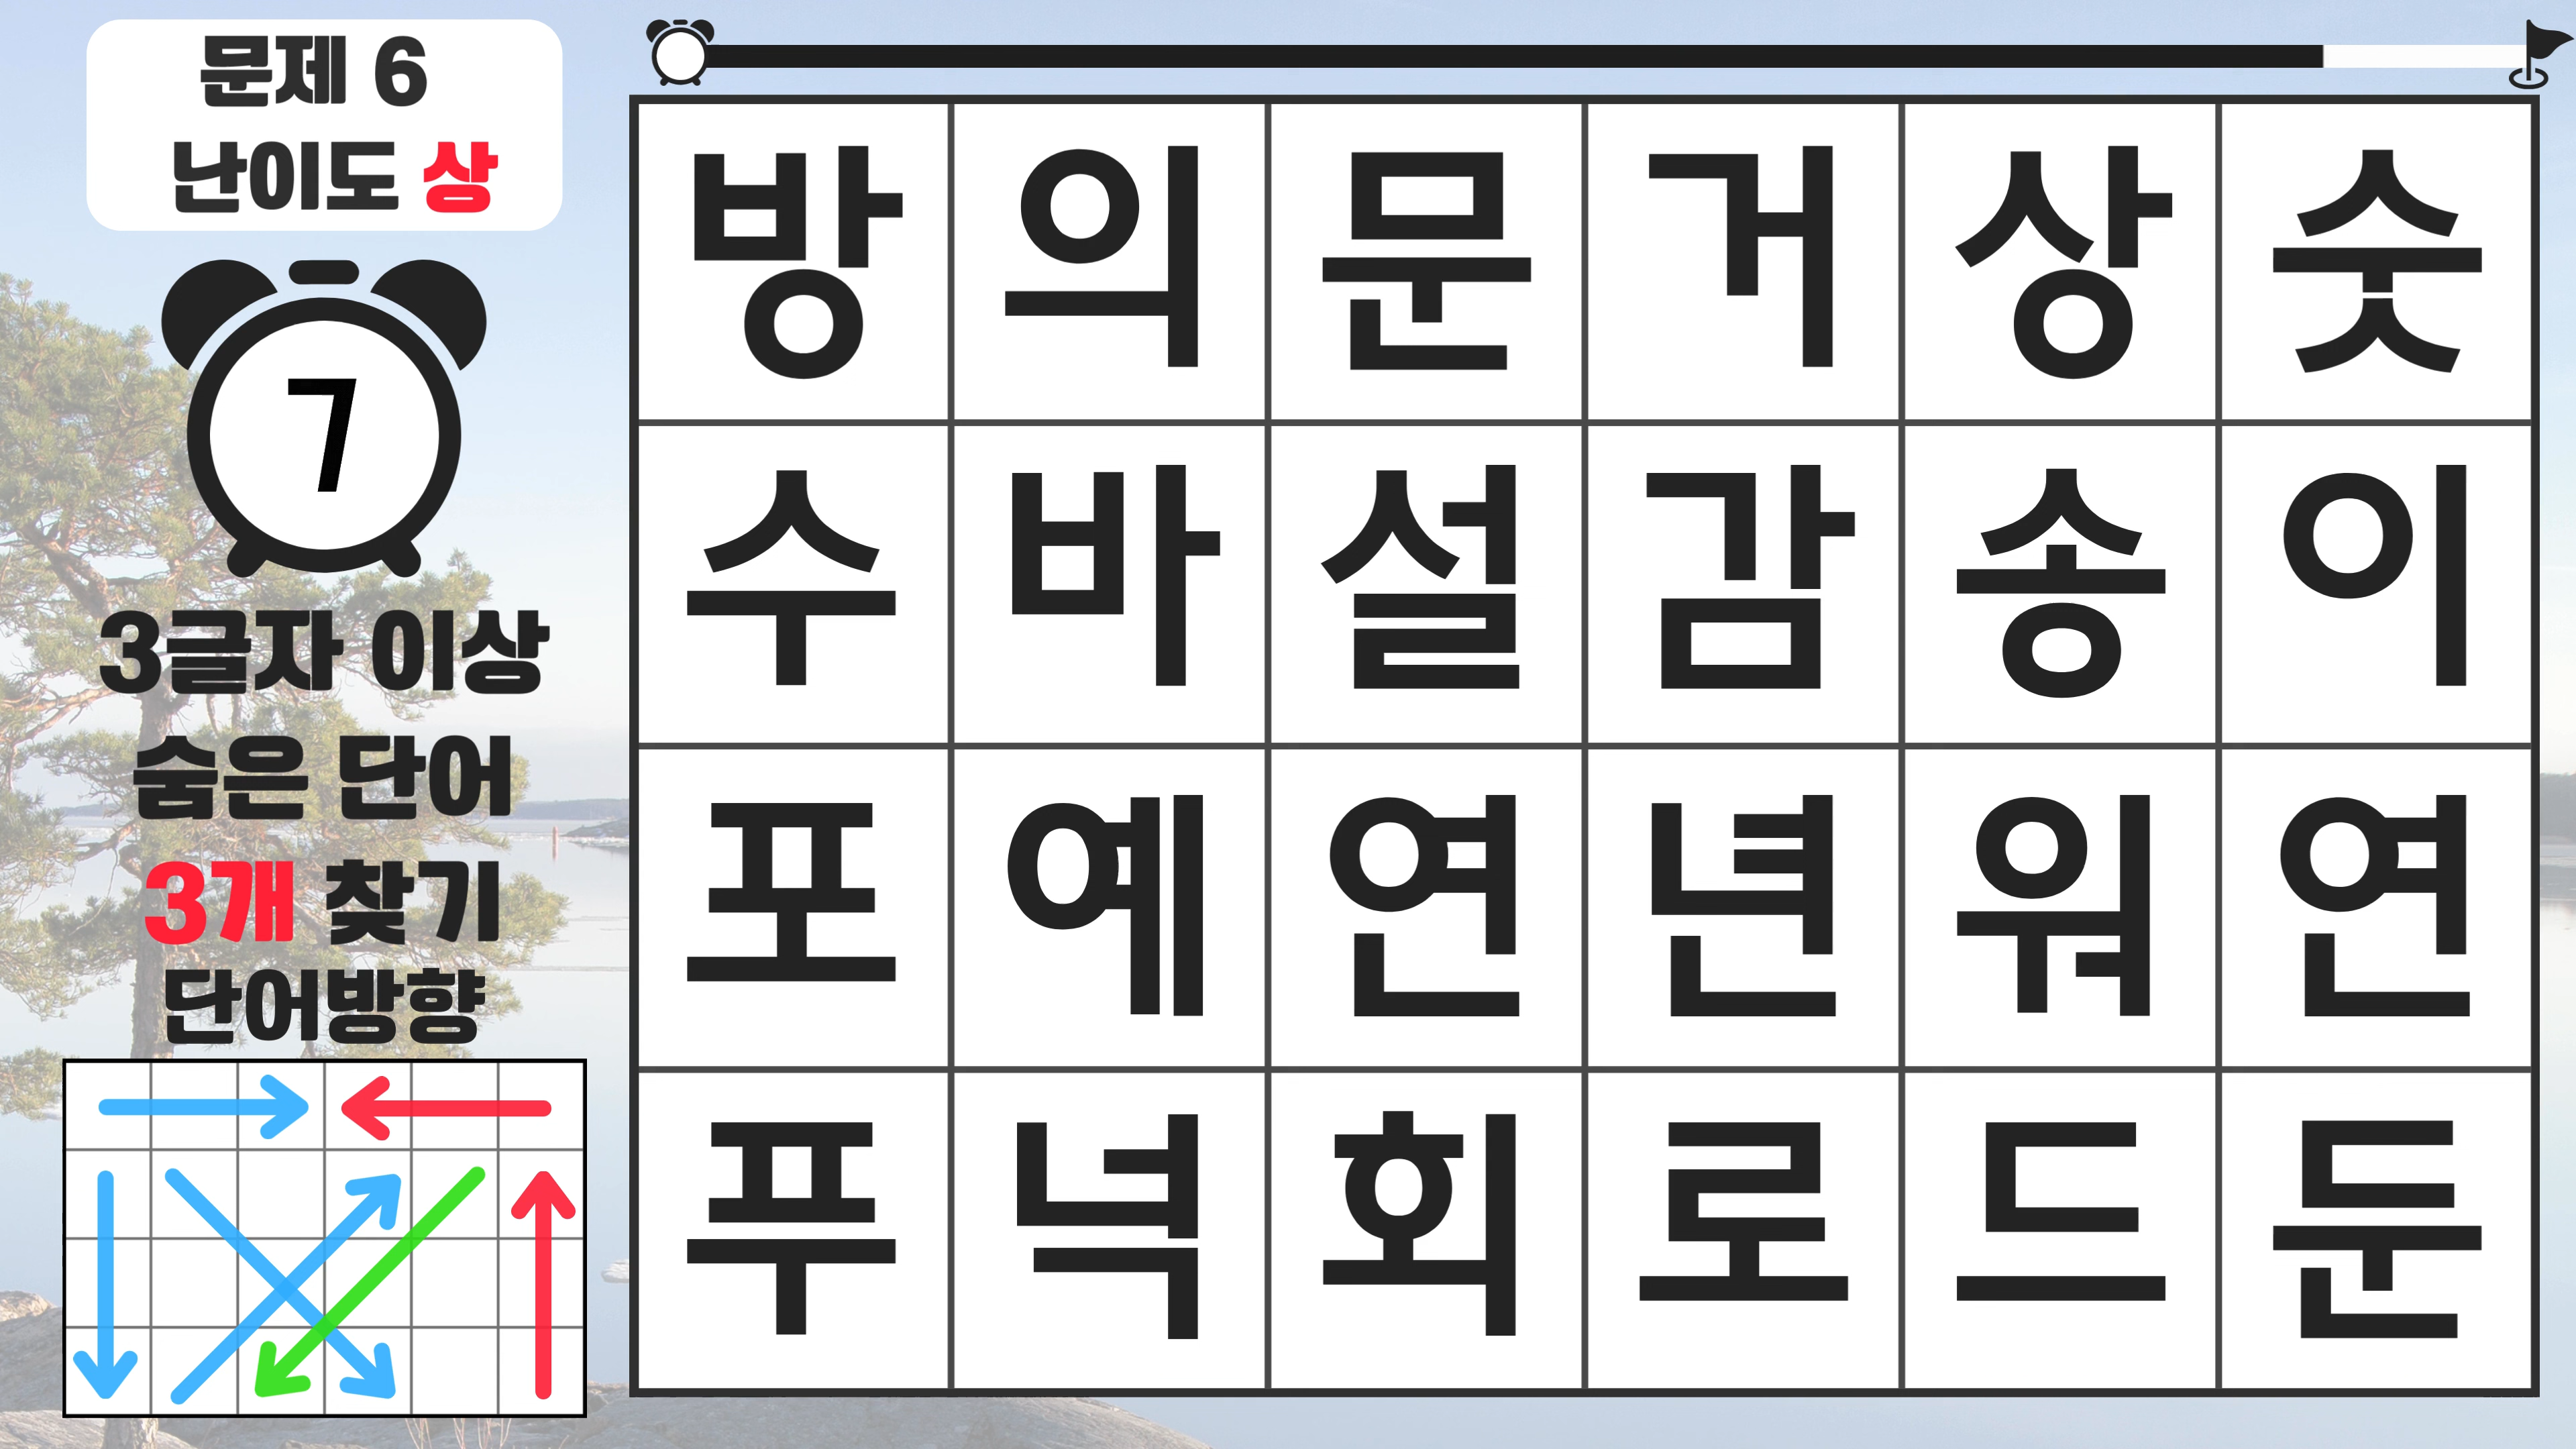 문제 6
난이도 상
7
3글자 이상
숨은 단어
3개 찾기
단어방향
방 의 문 거 상 숫
수 바 설 감 송 이
포 예 연 년 워 연
푸 넉 회 로 드 둔